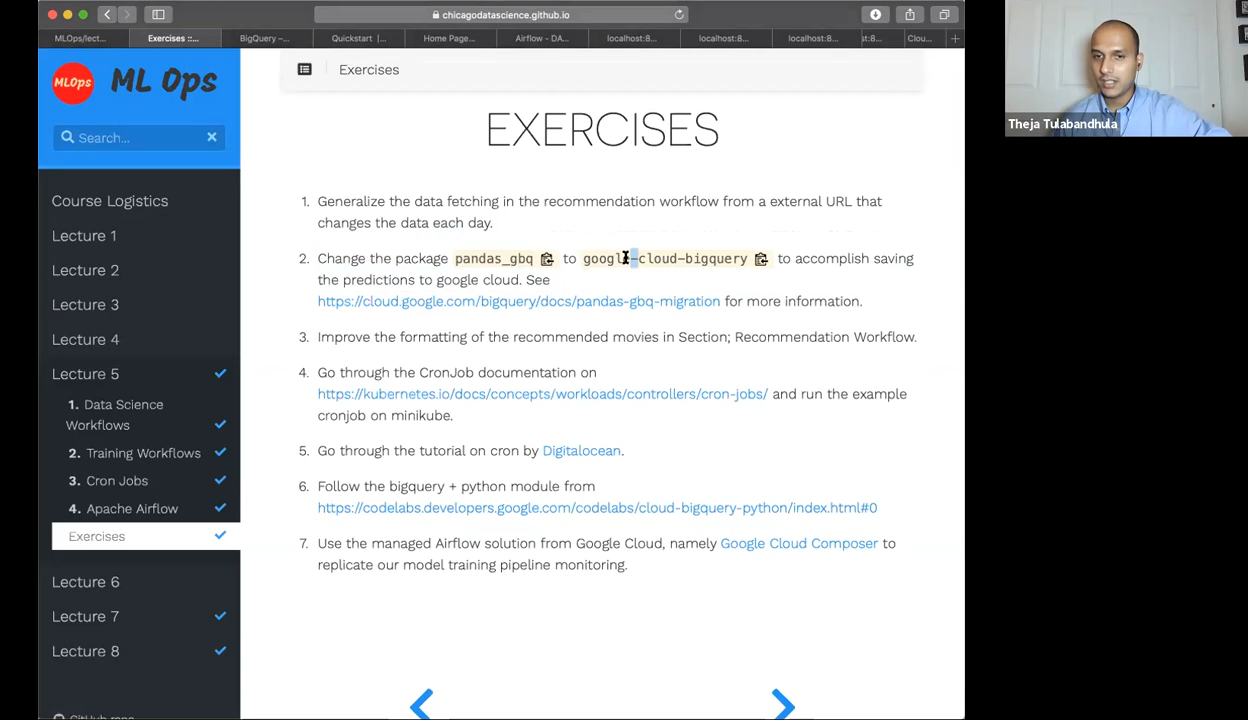 chicagodatascience.github.io
MLOps/lect...
Exercises ::...
BigQuery –...
Quickstart |...
Home Page...
Airflow - DA...
localhost:8...
localhost:8...
localhost:8...
st:8...
Clou...
MLOps
ML Ops
Search...
Course Logistics
Lecture 1
Lecture 2
Lecture 3
Lecture 4
Lecture 5
1. Data Science
Workflows
2. Training Workflows
3. Cron Jobs
4. Apache Airflow
Exercises
Lecture 6
Lecture 7
Lecture 8
GitHub repo
Exercises
EXERCISES
1. Generalize the data fetching in the recommendation workflow from a external URL that
changes the data each day.
2. Change the package pandas_gbq to google-cloud-bigquery to accomplish saving
the predictions to google cloud. See
https://cloud.google.com/bigquery/docs/pandas-gbq-migration for more information.
3. Improve the formatting of the recommended movies in Section; Recommendation Workflow.
4. Go through the CronJob documentation on
https://kubernetes.io/docs/concepts/workloads/controllers/cron-jobs/ and run the example
cronjob on minikube.
5. Go through the tutorial on cron by Digitalocean.
6. Follow the bigquery + python module from
https://codelabs.developers.google.com/codelabs/cloud-bigquery-python/index.html#0
7. Use the managed Airflow solution from Google Cloud, namely Google Cloud Composer to
replicate our model training pipeline monitoring.
Theja Tulabandhula